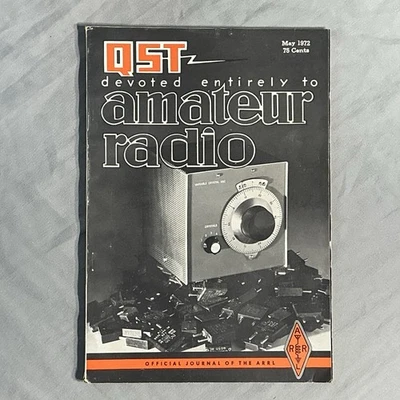 QST
May 1972
75 Cents
devoted entirely to
amateur
radio
OFFICIAL JOURNAL OF THE ARRL
A
R R
L